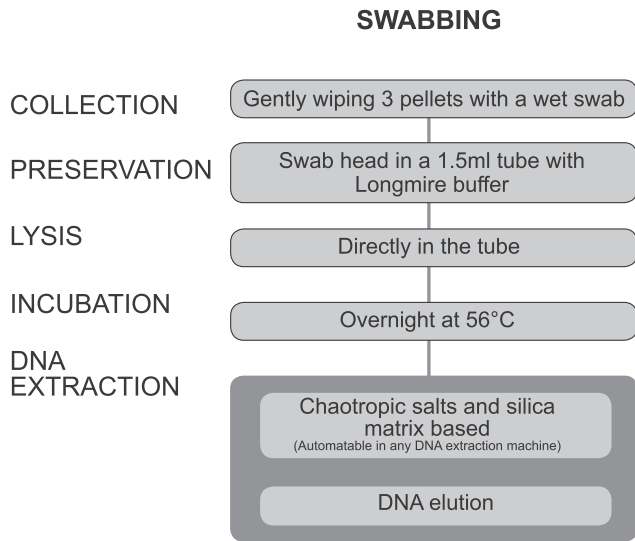 SWABBING
COLLECTION
Gently wiping 3 pellets with a wet swab
PRESERVATION
Swab head in a 1.5ml tube with
Longmire buffer
LYSIS
Directly in the tube
INCUBATION
Overnight at 56°C
DNA
EXTRACTION
Chaotropic salts and silica
matrix based
(Automatable in any DNA extraction machine)
DNA elution